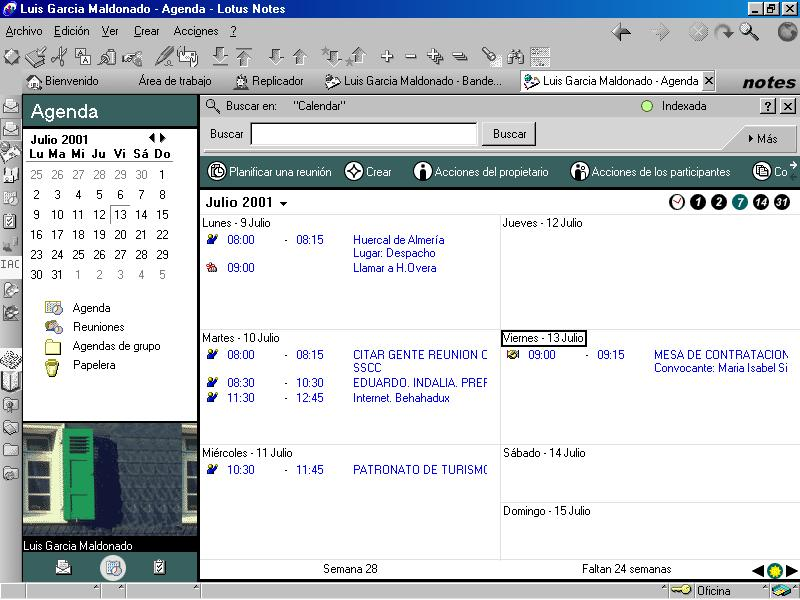 Luis Garcia Maldonado - Agenda - Lotus Notes
Archivo Edición Ver Crear Acciones ?
Bienvenido Área de trabajo Replicador Luis Garcia Maldonado - Bande... Luis Garcia Maldonado - Agenda notes
Agenda
Buscar en: "Calendar" Indexada ?
Buscar Buscar Más
Planificar una reunión Crear Acciones del propietario Acciones de los participantes Co
Julio 2001
Lu Ma Mi Ju Vi Sá Do
25 26 27 28 29 30 1
2 3 4 5 6 7 8
9 10 11 12 13 14 15
16 17 18 19 20 21 22
23 24 25 26 27 28 29
30 31 1 2 3 4 5
IAC
Agenda
Reuniones
Agendas de grupo
Papelera
Luis Garcia Maldonado
Julio 2001 1 2 7 14 31
Lunes - 9 Julio
08:00 - 08:15 Huercal de Almería
Lugar: Despacho
09:00 Llamar a H.Overa
Martes - 10 Julio
08:00 - 08:15 CITAR GENTE REUNION C
SSCC
08:30 - 10:30 EDUARDO. INDALIA. PREF
11:30 - 12:45 Internet. Behahadux
Miércoles - 11 Julio
10:30 - 11:45 PATRONATO DE TURISMO
Jueves - 12 Julio
Viernes - 13 Julio
09:00 - 09:15 MESA DE CONTRATACION
Convocante: Maria Isabel Si
Sábado - 14 Julio
Domingo - 15 Julio
Semana 28 Faltan 24 semanas
Oficina